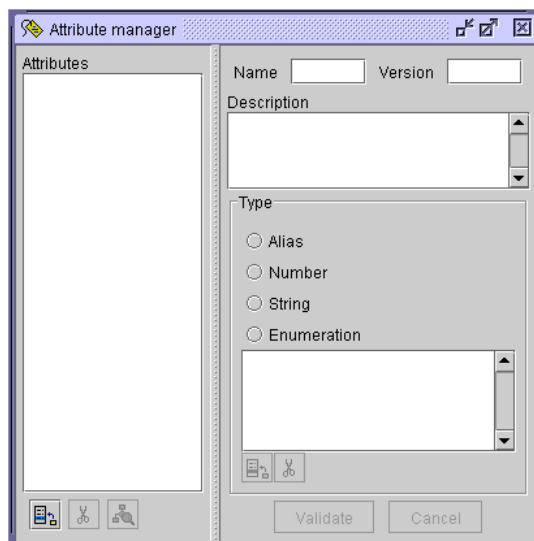 Attribute manager
Attributes
Name Version
Description
Type
Alias
Number
String
Enumeration
Validate Cancel